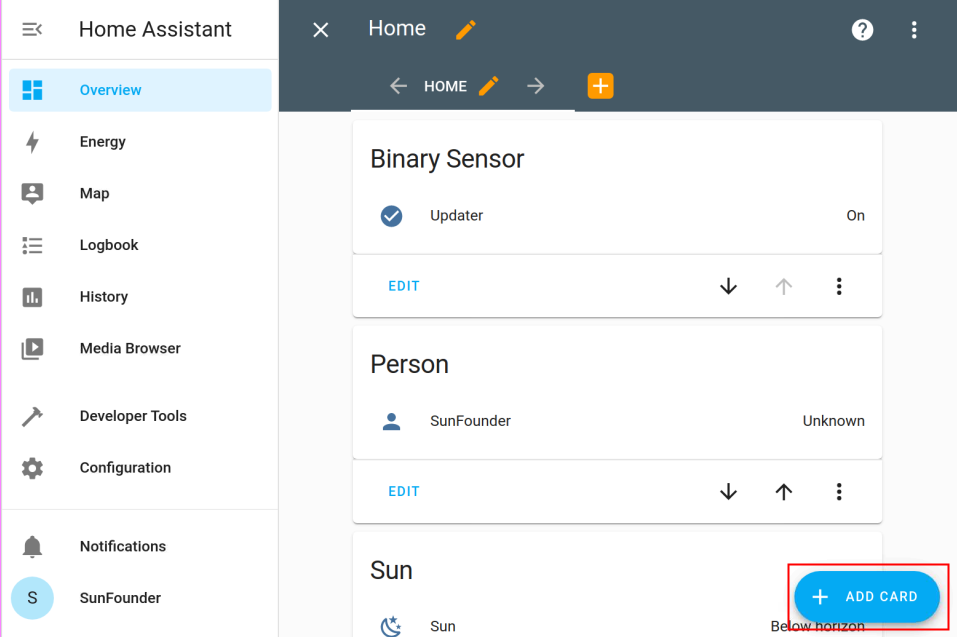 Home Assistant
Overview
Energy
Map
Logbook
History
Media Browser
Developer Tools
Configuration
Notifications
S SunFounder
Home
HOME
Binary Sensor
Updater On
EDIT
Person
SunFounder Unknown
EDIT
Sun
Sun Below horizon
ADD CARD